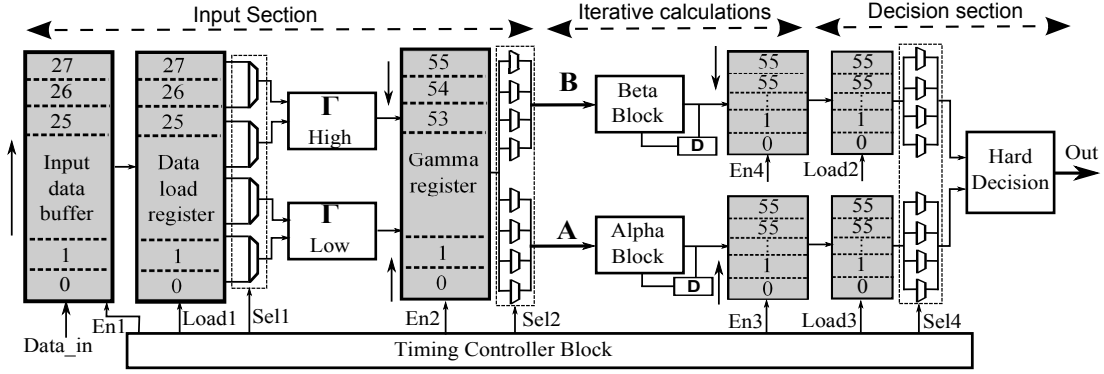 Input Section
Iterative calculations
Decision section
27
26
25
Input
data
buffer
1
0
27
26
25
Data
load
register
1
0
Γ
High
Γ
Low
55
54
53
Gamma
register
1
0
B
A
Beta
Block
D
Alpha
Block
D
55
55
1
0
55
55
1
0
55
55
1
0
55
55
1
0
Hard
Decision
Out
Data_in
En1
Load1
Sel1
En2
Sel2
En4
Load2
En3
Load3
Sel4
Timing Controller Block